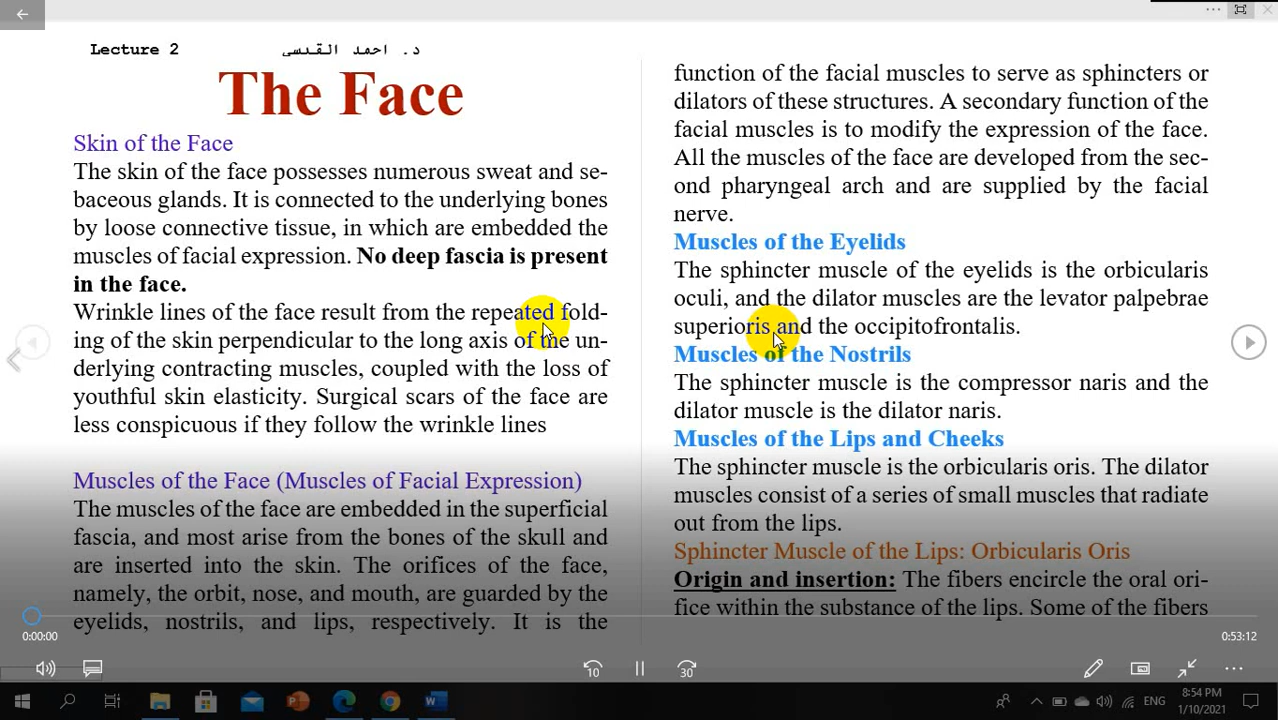 Lecture 2
د. احمد القدسي
The Face
Skin of the Face
The skin of the face possesses numerous sweat and se-
baceous glands. It is connected to the underlying bones
by loose connective tissue, in which are embedded the
muscles of facial expression. No deep fascia is present
in the face.
Wrinkle lines of the face result from the repeated fold-
ing of the skin perpendicular to the long axis of the un-
derlying contracting muscles, coupled with the loss of
youthful skin elasticity. Surgical scars of the face are
less conspicuous if they follow the wrinkle lines
Muscles of the Face (Muscles of Facial Expression)
The muscles of the face are embedded in the superficial
fascia, and most arise from the bones of the skull and
are inserted into the skin. The orifices of the face,
namely, the orbit, nose, and mouth, are guarded by the
eyelids, nostrils, and lips, respectively. It is the
function of the facial muscles to serve as sphincters or
dilators of these structures. A secondary function of the
facial muscles is to modify the expression of the face.
All the muscles of the face are developed from the sec-
ond pharyngeal arch and are supplied by the facial
nerve.
Muscles of the Eyelids
The sphincter muscle of the eyelids is the orbicularis
oculi, and the dilator muscles are the levator palpebrae
superioris and the occipitofrontalis.
Muscles of the Nostrils
The sphincter muscle is the compressor naris and the
dilator muscle is the dilator naris.
Muscles of the Lips and Cheeks
The sphincter muscle is the orbicularis oris. The dilator
muscles consist of a series of small muscles that radiate
out from the lips.
Sphincter Muscle of the Lips: Orbicularis Oris
Origin and insertion: The fibers encircle the oral ori-
fice within the substance of the lips. Some of the fibers
0:00:00
0:53:12
10
30
ENG
8:54 PM
1/10/2021